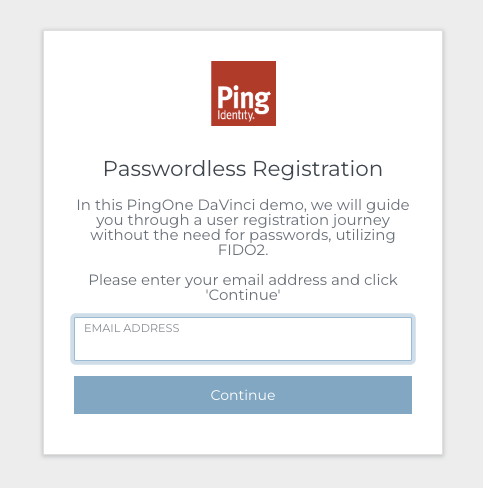 Ping
Identity.
Passwordless Registration
In this PingOne DaVinci demo, we will guide
you through a user registration journey
without the need for passwords, utilizing
FIDO2.
Please enter your email address and click
'Continue'
EMAIL ADDRESS
Continue